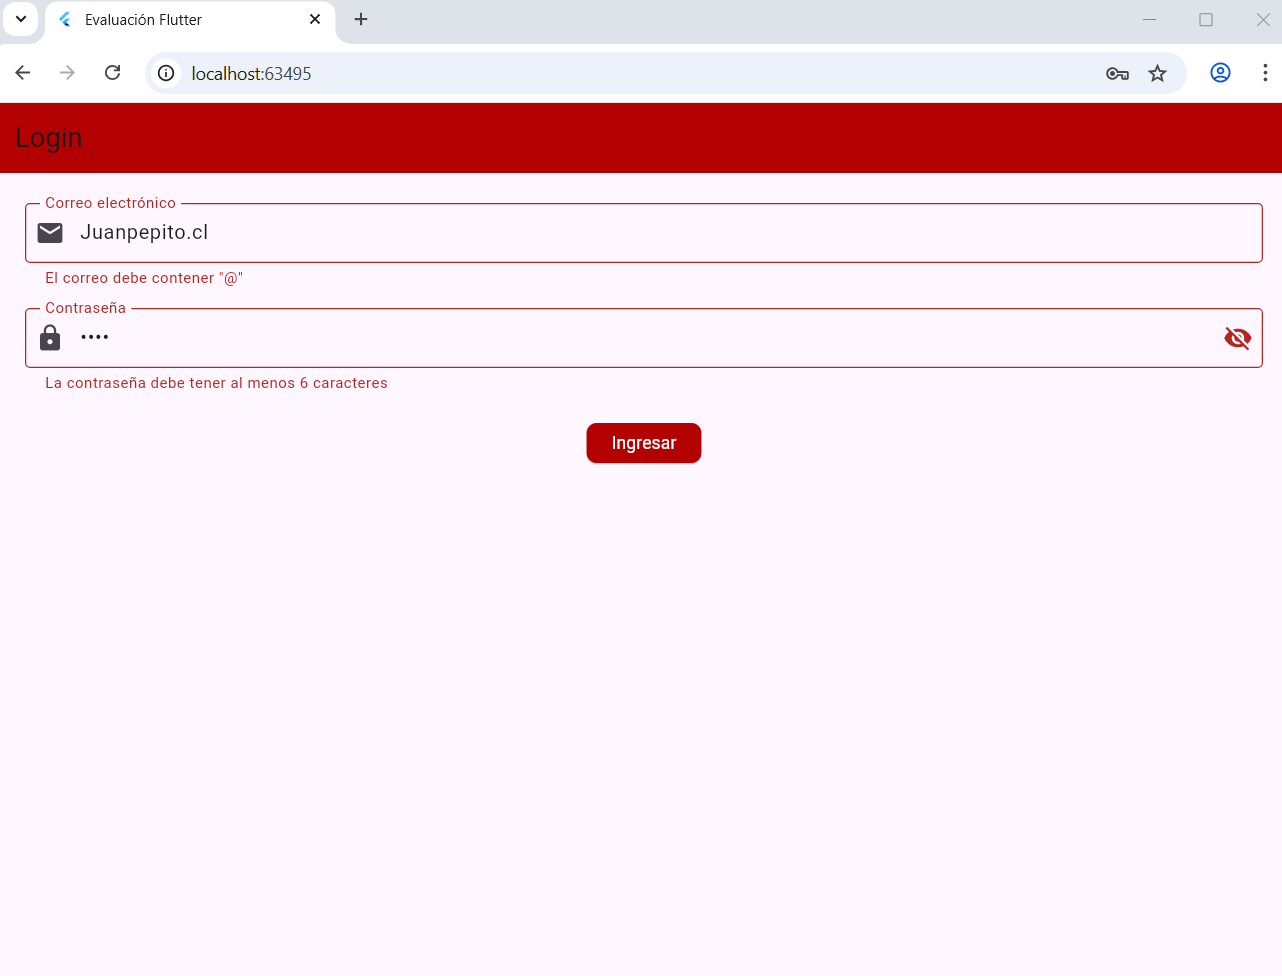 Evaluación Flutter
localhost:63495
Login
Correo electrónico
Juanpepito.cl
El correo debe contener "@"
Contraseña
••••
La contraseña debe tener al menos 6 caracteres
Ingresar